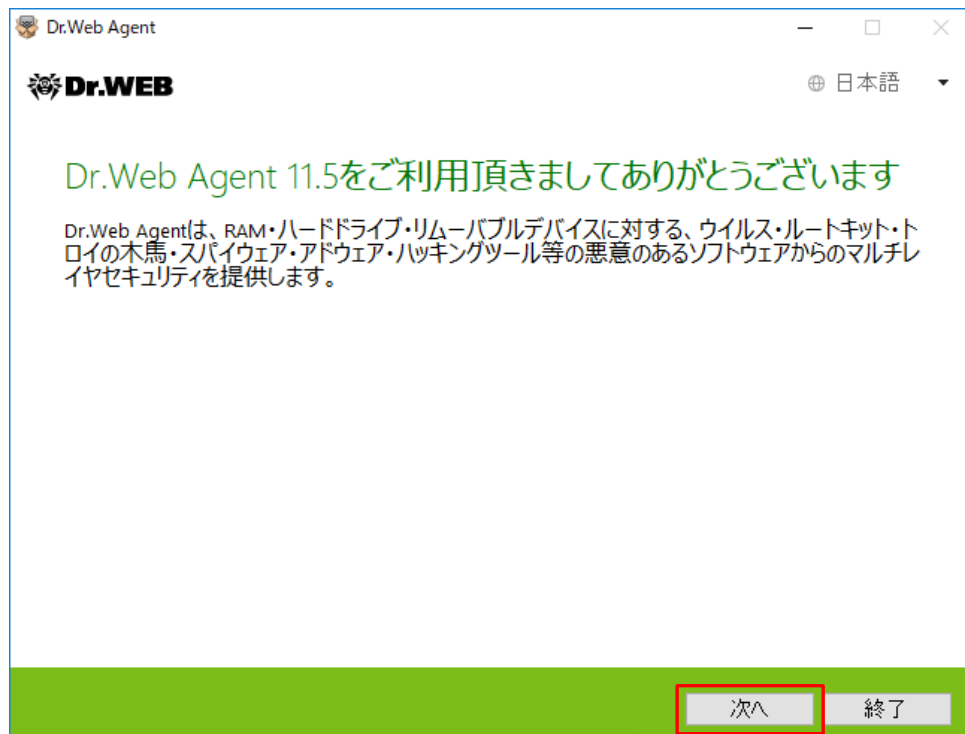 Dr.Web Agent
Dr.WEB
日本語
Dr.Web Agent 11.5をご利用頂きましてありがとうございます
Dr.Web Agentは、RAM・ハードドライブ・リムーバブルデバイスに対する、ウイルス・ルートキット・ト
ロイの木馬・スパイウェア・アドウェア・ハッキングツール等の悪意のあるソフトウェアからのマルチレ
イヤセキュリティを提供します。
次へ
終了